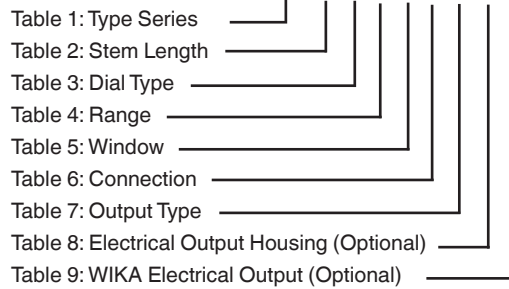 Table 1: Type Series
Table 2: Stem Length
Table 3: Dial Type
Table 4: Range
Table 5: Window
Table 6: Connection
Table 7: Output Type
Table 8: Electrical Output Housing (Optional)
Table 9: WIKA Electrical Output (Optional)